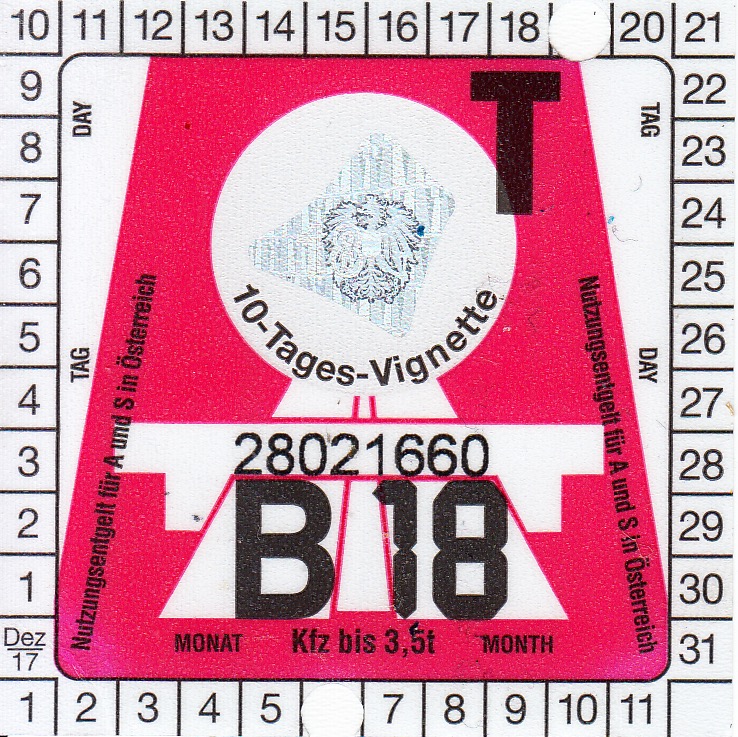 10 11 12 13 14 15 16 17 18 20 21
9 22
8 23
7 24
6 25
5 26
4 27
3 28
2 29
1 30
Dez
17
31
1 2 3 4 5 7 8 9 10 11
DAY
TAG
T
10-Tages-Vignette
TAG
DAY
Nutzungsentgelt für A und S in Österreich
Nutzungsentgelt für A und S in Österreich
28021660
B 18
MONAT Kfz bis 3,5t MONTH